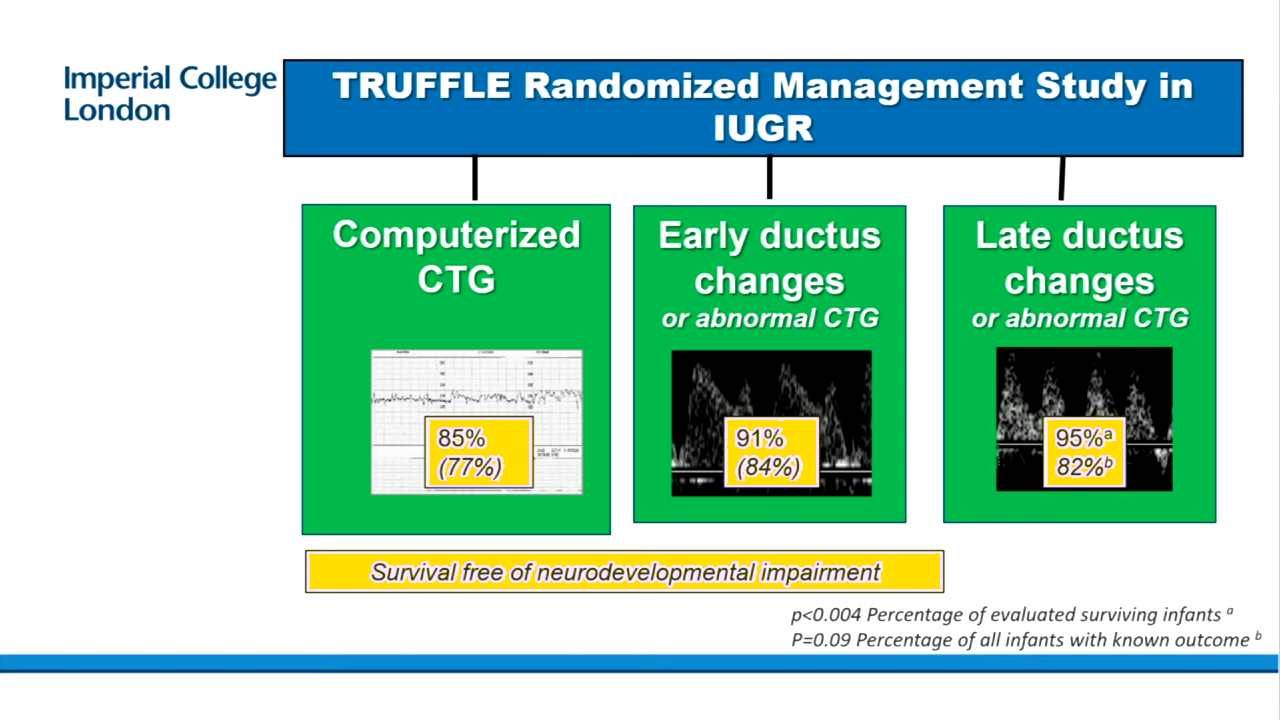 Imperial College
London
TRUFFLE Randomized Management Study in
IUGR
Computerized
CTG
85%
(77%)
Early ductus
changes
or abnormal CTG
91%
(84%)
Late ductus
changes
or abnormal CTG
95%ᵃ
82%ᵇ
Survival free of neurodevelopmental impairment
p<0.004 Percentage of evaluated surviving infants ᵃ
P=0.09 Percentage of all infants with known outcome ᵇ